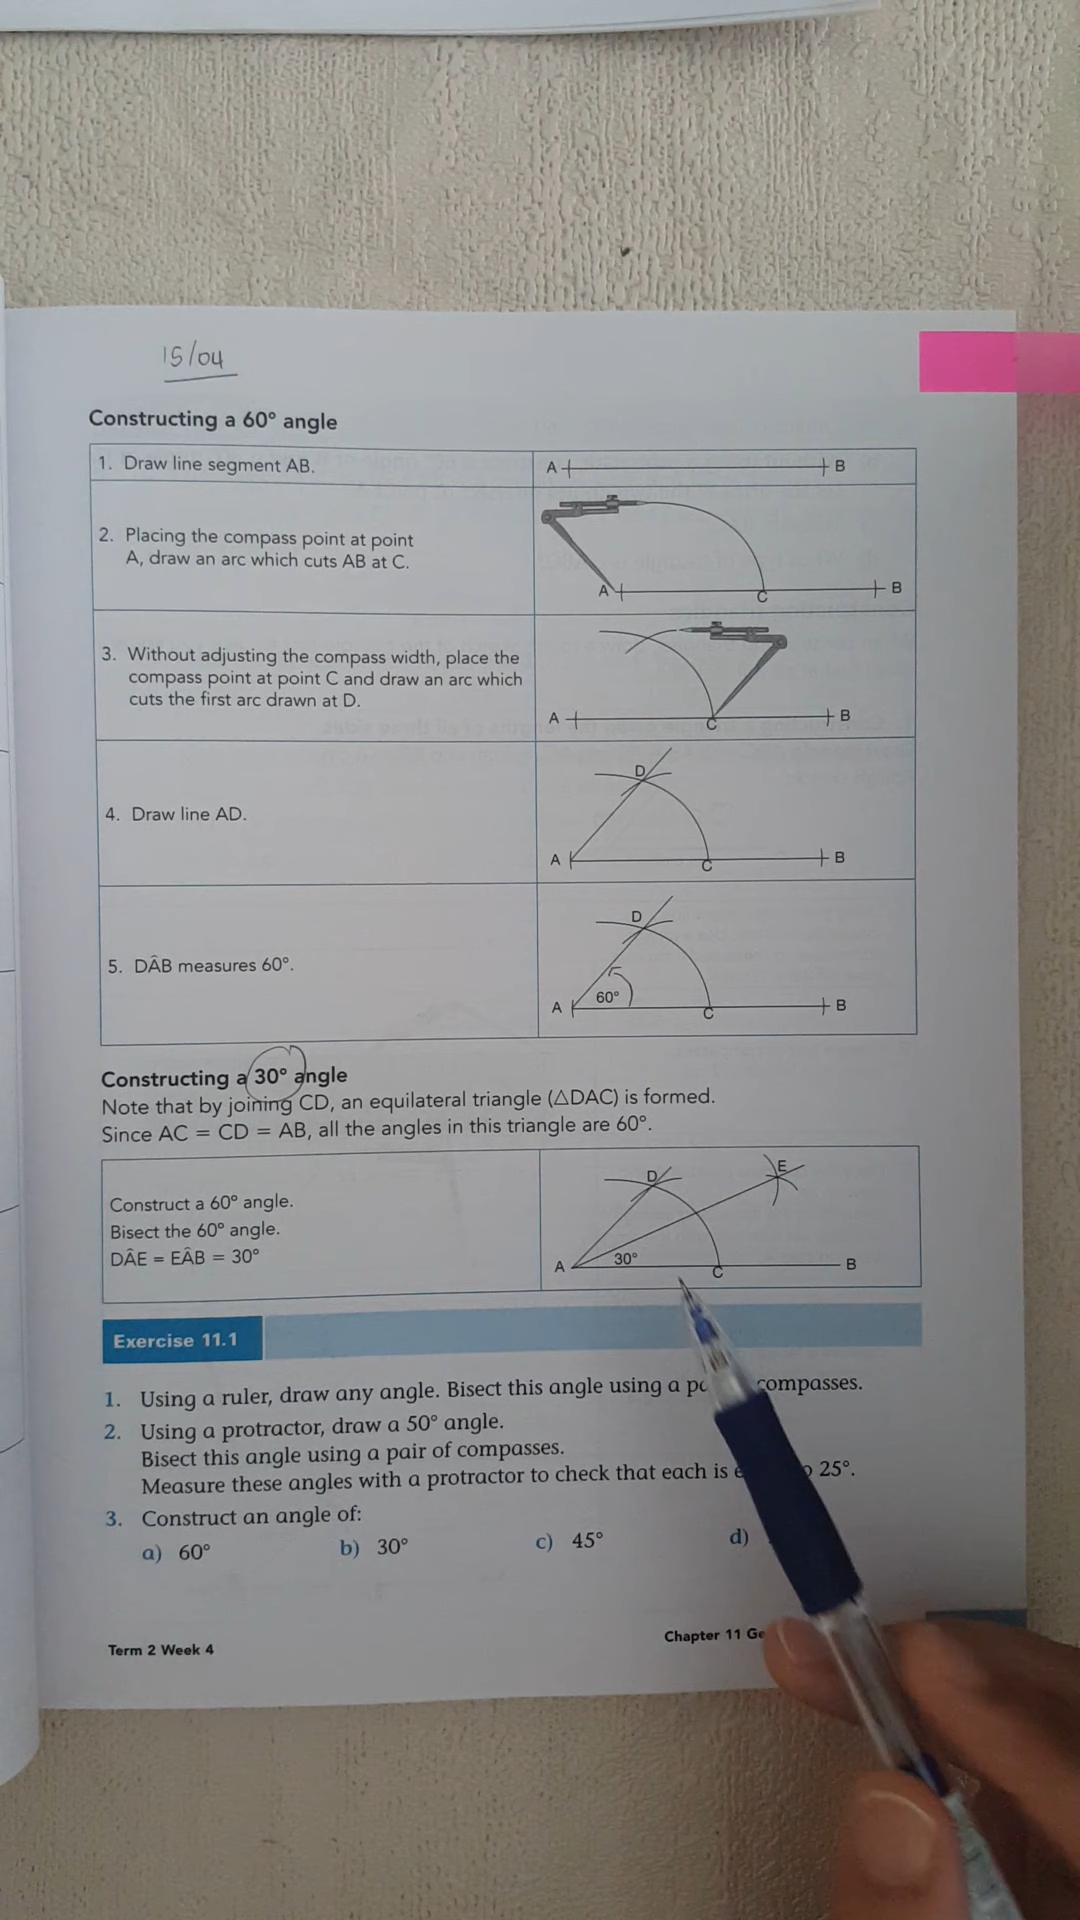 15/04
Constructing a 60° angle
1. Draw line segment AB.
A B
2. Placing the compass point at point
A, draw an arc which cuts AB at C.
A C B
3. Without adjusting the compass width, place the
compass point at point C and draw an arc which
cuts the first arc drawn at D.
A C B
4. Draw line AD.
D
A C B
5. DÂB measures 60°.
D
60°
A C B
Constructing a 30° angle
Note that by joining CD, an equilateral triangle (△DAC) is formed.
Since AC = CD = AB, all the angles in this triangle are 60°.
Construct a 60° angle.
Bisect the 60° angle.
DÂE = EÂB = 30°
D E
30°
A C B
Exercise 11.1
1. Using a ruler, draw any angle. Bisect this angle using a compasses.
2. Using a protractor, draw a 50° angle.
Bisect this angle using a pair of compasses.
Measure these angles with a protractor to check that each is 25°.
3. Construct an angle of:
a) 60° b) 30° c) 45° d)
Term 2 Week 4
Chapter 11